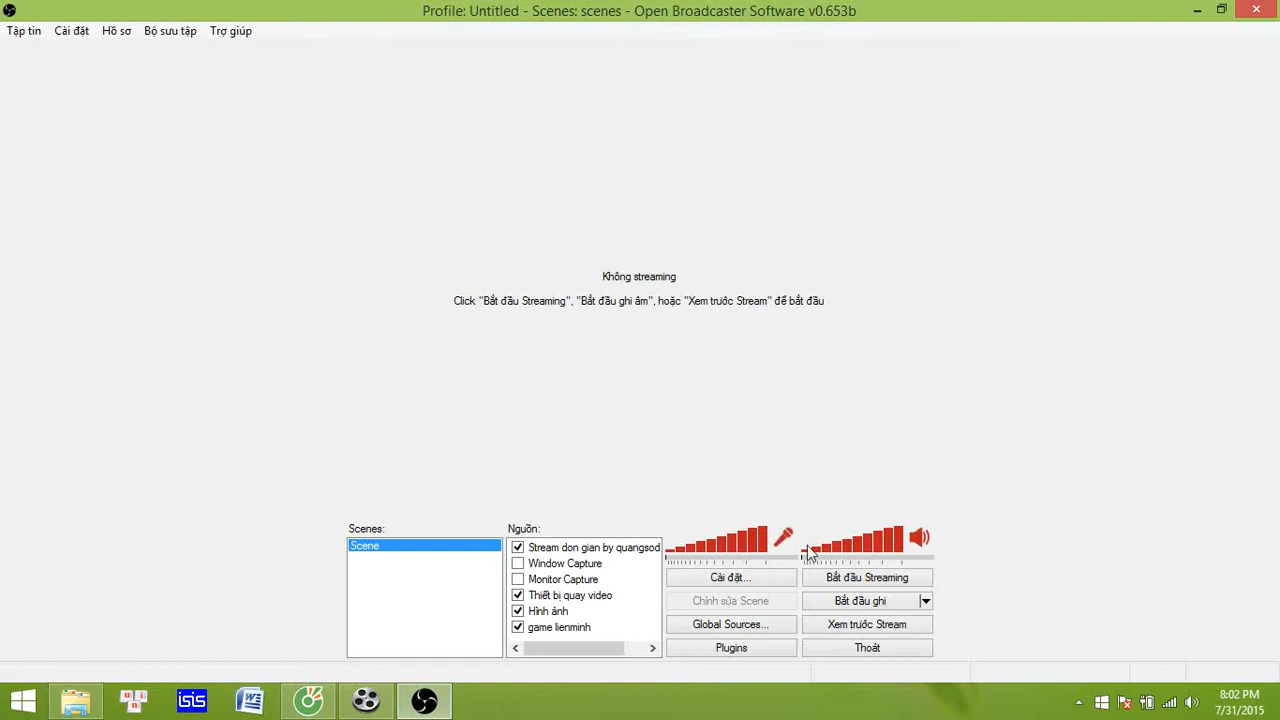 Profile: Untitled - Scenes: scenes - Open Broadcaster Software v0.653b
Tập tin Cài đặt Hồ sơ Bộ sưu tập Trợ giúp
Không streaming
Click "Bắt đầu Streaming", "Bắt đầu ghi âm", hoặc "Xem trước Stream" để bắt đầu
Scenes:
Scene
Nguồn:
Stream don gian by quangsod
Window Capture
Monitor Capture
Thiết bị quay video
Hình ảnh
game lienminh
Cài đặt...
Bắt đầu Streaming
Chỉnh sửa Scene
Bắt đầu ghi
Global Sources...
Xem trước Stream
Plugins
Thoát
uni
isis
8:02 PM
7/31/2015